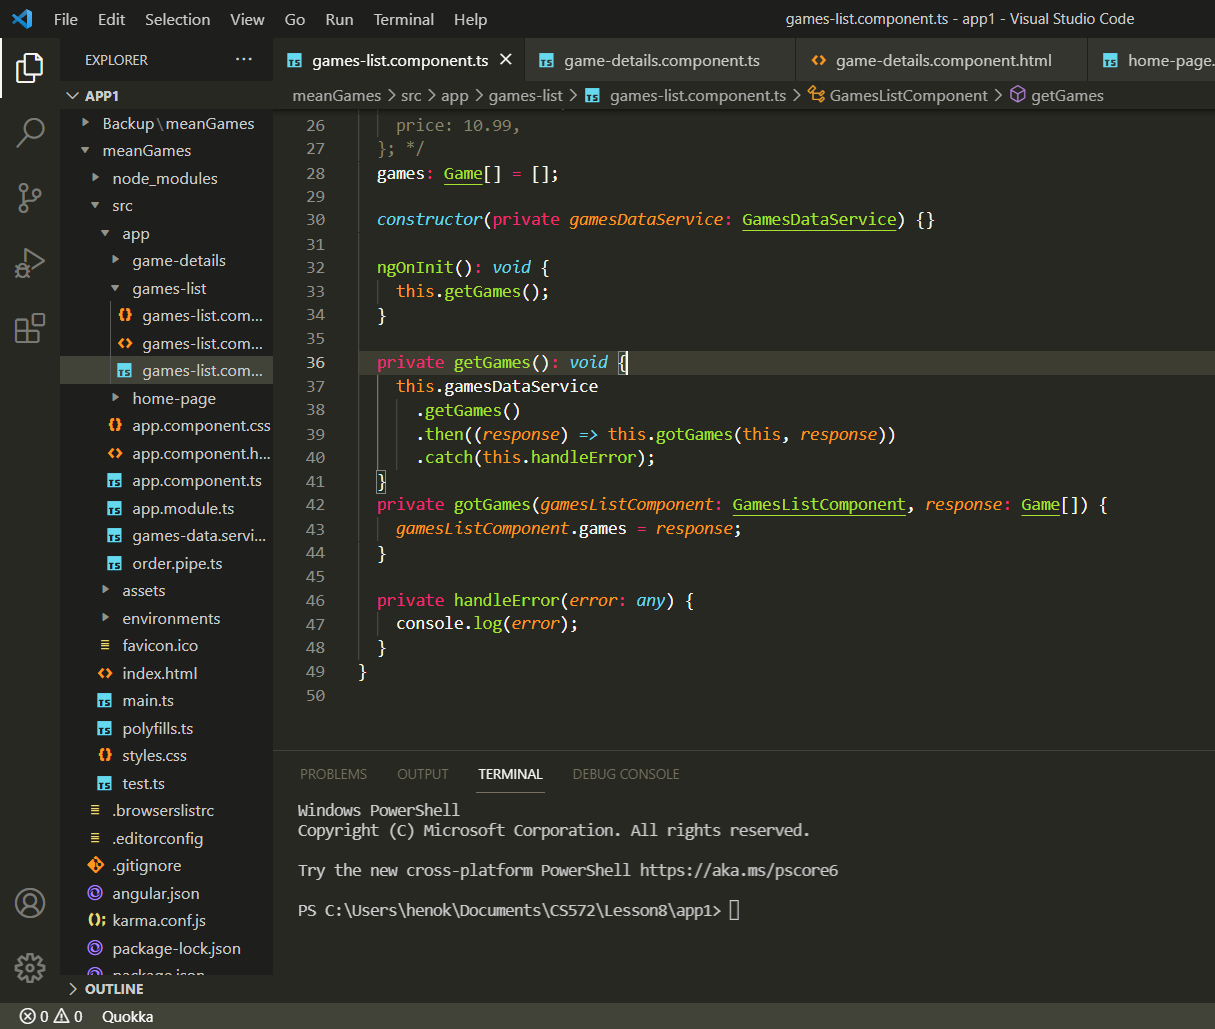 File Edit Selection View Go Run Terminal Help games-list.component.ts - app1 - Visual Studio Code
EXPLORER ···
games-list.component.ts
game-details.component.ts
game-details.component.html
home-page.
APP1
meanGames > src > app > games-list > games-list.component.ts > GamesListComponent > getGames
Backup\meanGames
meanGames
node_modules
src
app
game-details
games-list
games-list.com...
games-list.com...
games-list.com...
home-page
app.component.css
app.component.h...
app.component.ts
app.module.ts
games-data.servi...
order.pipe.ts
assets
environments
favicon.ico
index.html
main.ts
polyfills.ts
styles.css
test.ts
.browserslistrc
.editorconfig
.gitignore
angular.json
karma.conf.js
package-lock.json
package.json
OUTLINE
26 price: 10.99,
27 }; */
28 games: Game[] = [];
29
30 constructor(private gamesDataService: GamesDataService) {}
31
32 ngOnInit(): void {
33 this.getGames();
34 }
35
36 private getGames(): void {
37 this.gamesDataService
38 .getGames()
39 .then((response) => this.gotGames(this, response))
40 .catch(this.handleError);
41 }
42 private gotGames(gamesListComponent: GamesListComponent, response: Game[]) {
43 gamesListComponent.games = response;
44 }
45
46 private handleError(error: any) {
47 console.log(error);
48 }
49 }
50
PROBLEMS OUTPUT TERMINAL DEBUG CONSOLE
Windows PowerShell
Copyright (C) Microsoft Corporation. All rights reserved.
Try the new cross-platform PowerShell https://aka.ms/pscore6
PS C:\Users\henok\Documents\CS572\Lesson8\app1>
0 0 Quokka